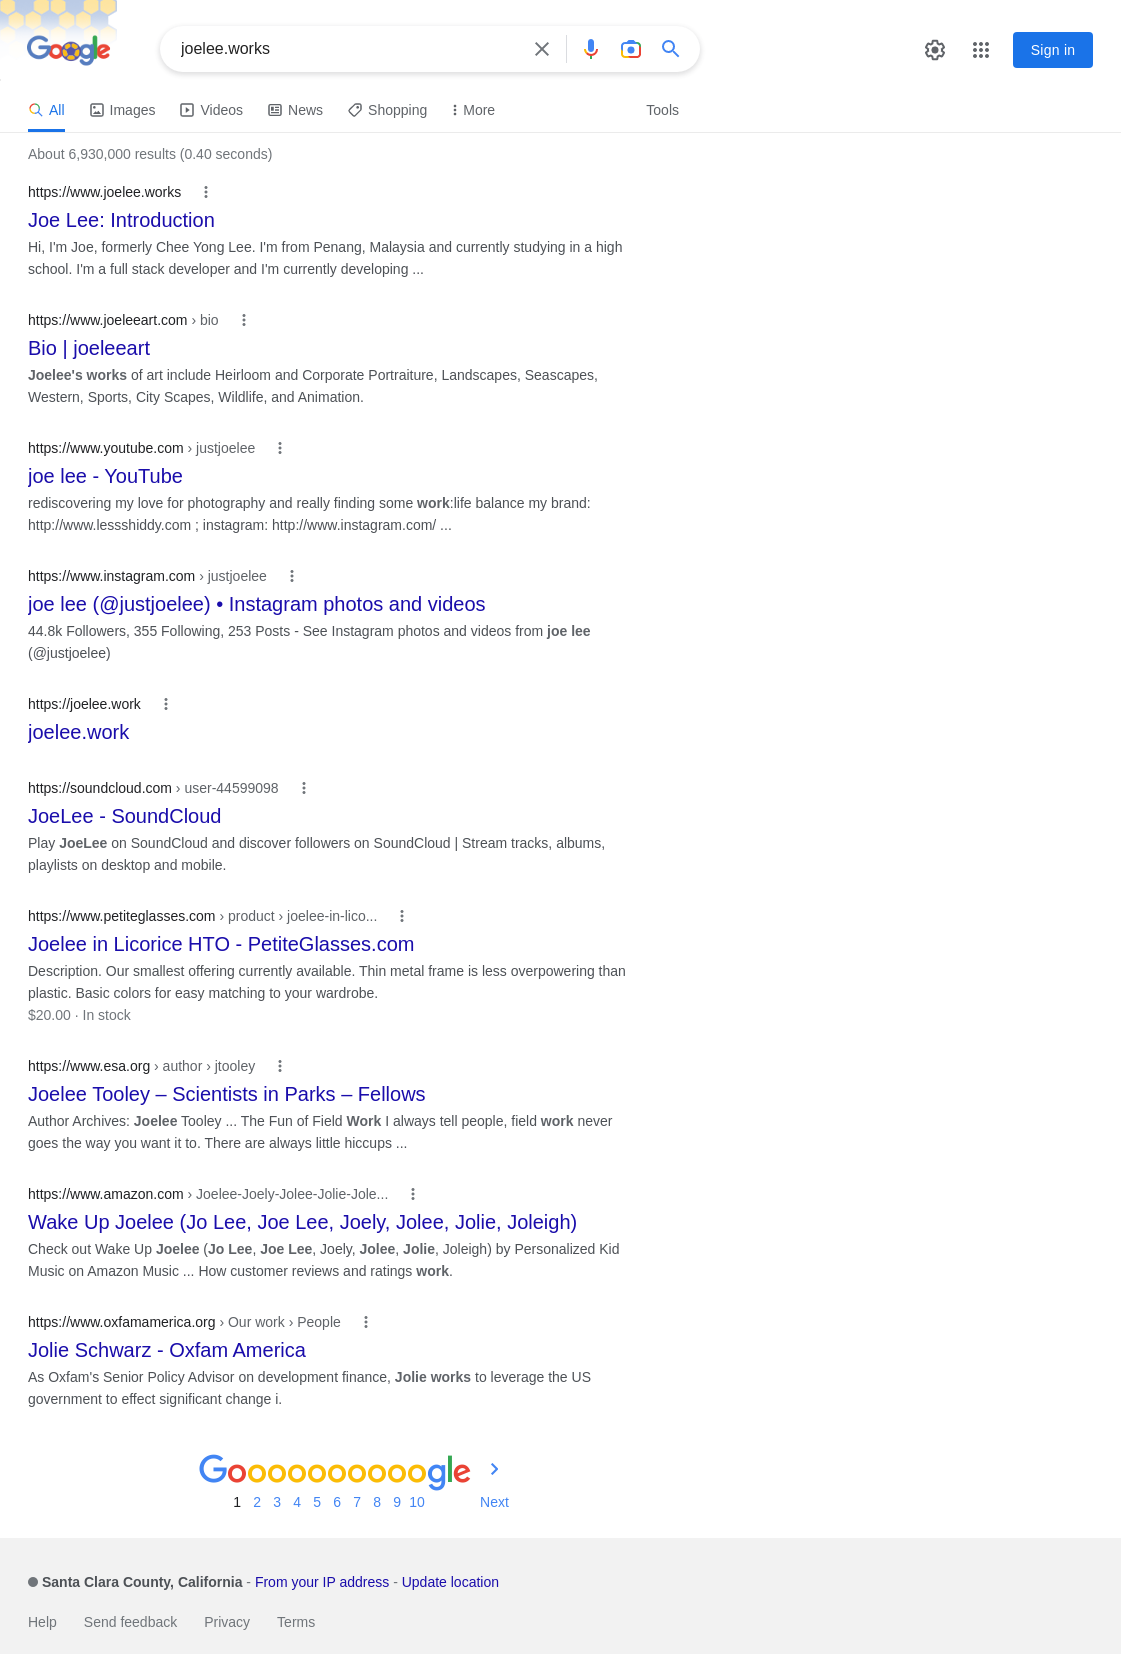 Google
joelee.works
Sign in
All
Images
Videos
News
Shopping
More
Tools
About 6,930,000 results (0.40 seconds)
https://www.joelee.works
Joe Lee: Introduction
Hi, I'm Joe, formerly Chee Yong Lee. I'm from Penang, Malaysia and currently studying in a high
school. I'm a full stack developer and I'm currently developing ...
https://www.joeleeart.com › bio
Bio | joeleeart
Joelee's works of art include Heirloom and Corporate Portraiture, Landscapes, Seascapes,
Western, Sports, City Scapes, Wildlife, and Animation.
https://www.youtube.com › justjoelee
joe lee - YouTube
rediscovering my love for photography and really finding some work:life balance my brand:
http://www.lessshiddy.com ; instagram: http://www.instagram.com/ ...
https://www.instagram.com › justjoelee
joe lee (@justjoelee) • Instagram photos and videos
44.8k Followers, 355 Following, 253 Posts - See Instagram photos and videos from joe lee
(@justjoelee)
https://joelee.work
joelee.work
https://soundcloud.com › user-44599098
JoeLee - SoundCloud
Play JoeLee on SoundCloud and discover followers on SoundCloud | Stream tracks, albums,
playlists on desktop and mobile.
https://www.petiteglasses.com › product › joelee-in-lico...
Joelee in Licorice HTO - PetiteGlasses.com
Description. Our smallest offering currently available. Thin metal frame is less overpowering than
plastic. Basic colors for easy matching to your wardrobe.
$20.00 · In stock
https://www.esa.org › author › jtooley
Joelee Tooley – Scientists in Parks – Fellows
Author Archives: Joelee Tooley ... The Fun of Field Work I always tell people, field work never
goes the way you want it to. There are always little hiccups ...
https://www.amazon.com › Joelee-Joely-Jolee-Jolie-Jole...
Wake Up Joelee (Jo Lee, Joe Lee, Joely, Jolee, Jolie, Joleigh)
Check out Wake Up Joelee (Jo Lee, Joe Lee, Joely, Jolee, Jolie, Joleigh) by Personalized Kid
Music on Amazon Music ... How customer reviews and ratings work.
https://www.oxfamamerica.org › Our work › People
Jolie Schwarz - Oxfam America
As Oxfam's Senior Policy Advisor on development finance, Jolie works to leverage the US
government to effect significant change i.
Goooooooooogle
1 2 3 4 5 6 7 8 9 10 Next
Santa Clara County, California - From your IP address - Update location
Help Send feedback Privacy Terms